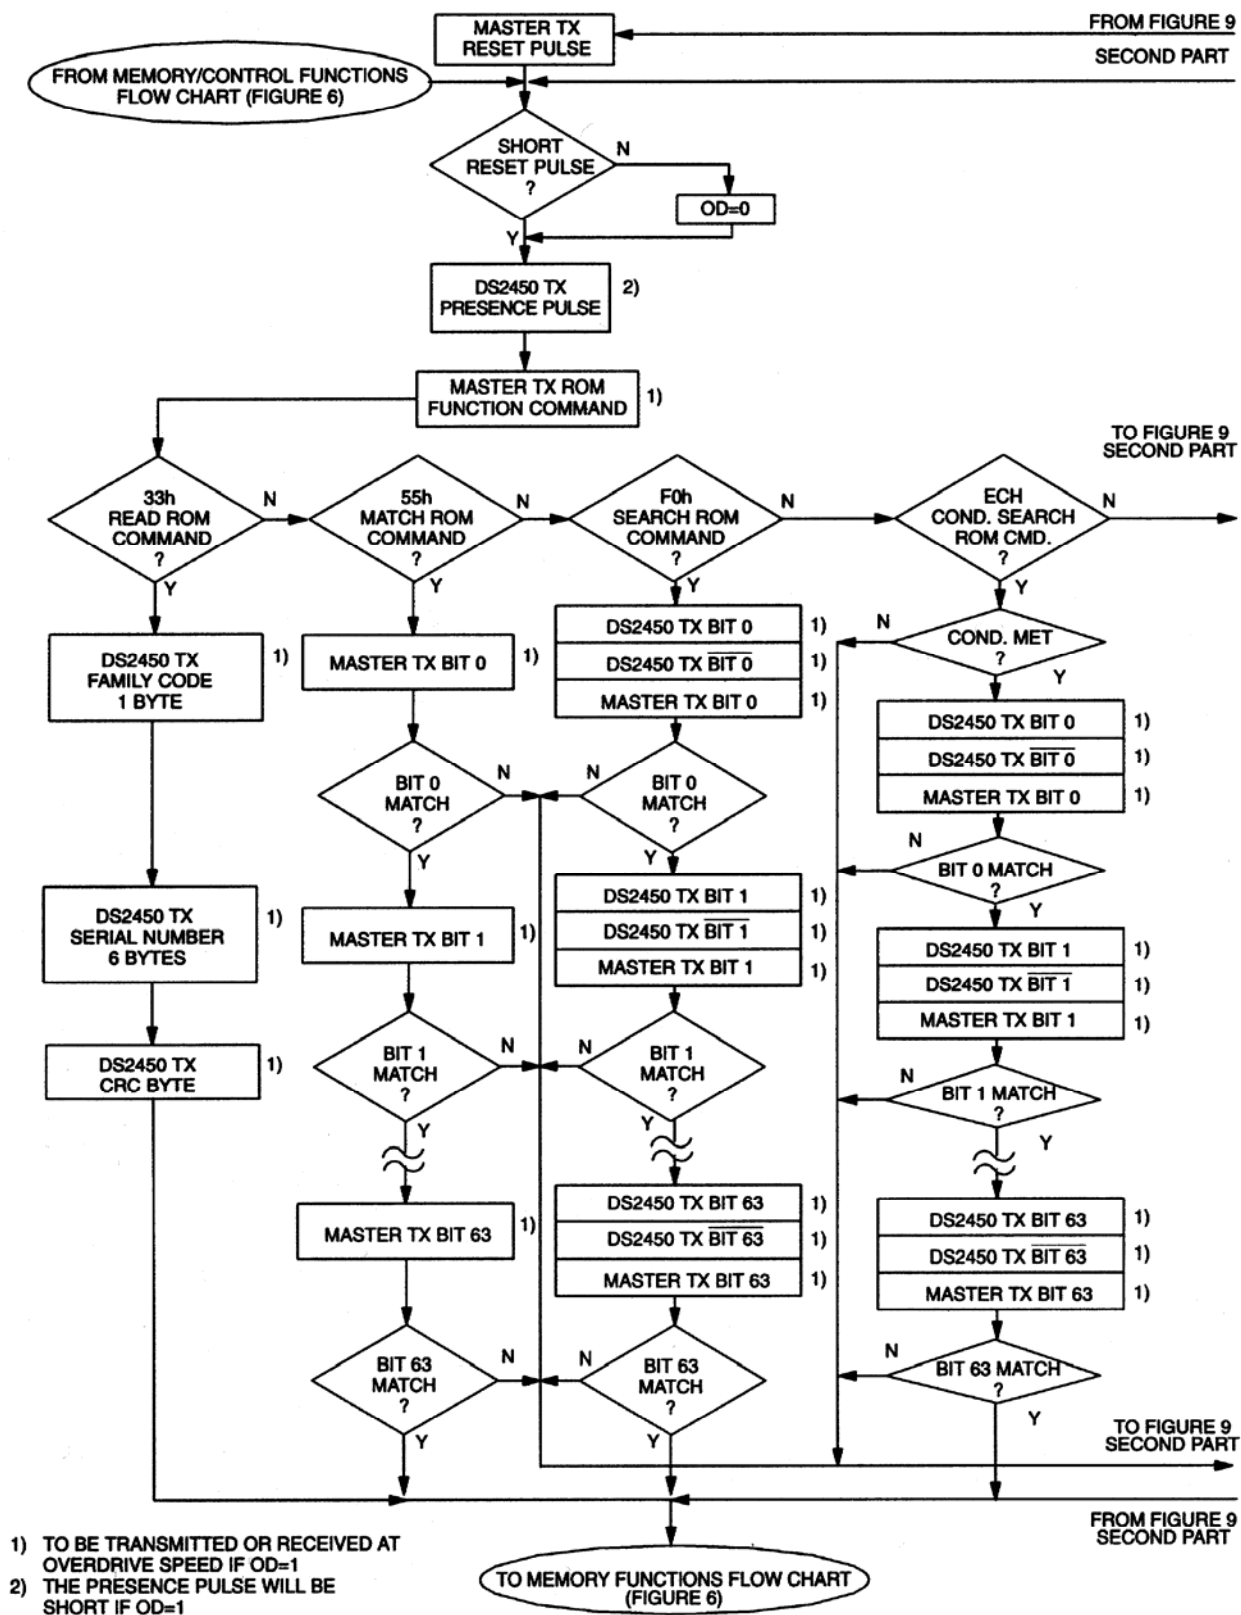 MASTER TX
RESET PULSE
FROM FIGURE 9
SECOND PART
FROM MEMORY/CONTROL FUNCTIONS
FLOW CHART (FIGURE 6)
SHORT
RESET PULSE
?
N
OD=0
Y
DS2450 TX
PRESENCE PULSE
2)
MASTER TX ROM
FUNCTION COMMAND
1)
TO FIGURE 9
SECOND PART
33h
READ ROM
COMMAND
?
N
Y
55h
MATCH ROM
COMMAND
?
N
Y
F0h
SEARCH ROM
COMMAND
?
N
Y
ECH
COND. SEARCH
ROM CMD.
?
N
Y
DS2450 TX
FAMILY CODE
1 BYTE
1)
DS2450 TX
SERIAL NUMBER
6 BYTES
1)
DS2450 TX
CRC BYTE
1)
MASTER TX BIT 0
1)
BIT 0
MATCH
?
N
Y
MASTER TX BIT 1
1)
BIT 1
MATCH
?
N
Y
MASTER TX BIT 63
1)
BIT 63
MATCH
?
N
Y
DS2450 TX BIT 0
1)
DS2450 TX BIT 0
1)
MASTER TX BIT 0
1)
BIT 0
MATCH
?
N
Y
DS2450 TX BIT 1
1)
DS2450 TX BIT 1
1)
MASTER TX BIT 1
1)
BIT 1
MATCH
?
N
Y
DS2450 TX BIT 63
1)
DS2450 TX BIT 63
1)
MASTER TX BIT 63
1)
BIT 63
MATCH
?
N
Y
COND. MET
?
N
Y
DS2450 TX BIT 0
1)
DS2450 TX BIT 0
1)
MASTER TX BIT 0
1)
BIT 0 MATCH
?
N
Y
DS2450 TX BIT 1
1)
DS2450 TX BIT 1
1)
MASTER TX BIT 1
1)
BIT 1 MATCH
?
N
Y
DS2450 TX BIT 63
1)
DS2450 TX BIT 63
1)
MASTER TX BIT 63
1)
BIT 63 MATCH
?
N
Y
TO FIGURE 9
SECOND PART
FROM FIGURE 9
SECOND PART
TO MEMORY FUNCTIONS FLOW CHART
(FIGURE 6)
1) TO BE TRANSMITTED OR RECEIVED AT
OVERDRIVE SPEED IF OD=1
2) THE PRESENCE PULSE WILL BE
SHORT IF OD=1